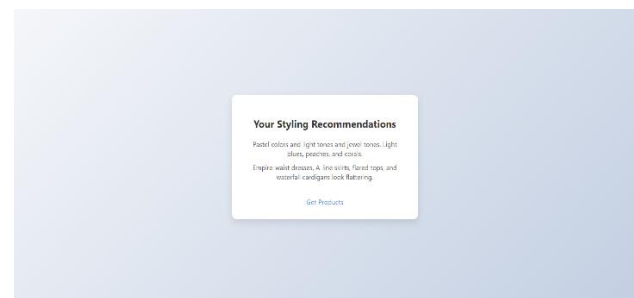 Your Styling Recommendations
Pastel colors and light tones and jewel tones. Light
blues, peaches, and corals.
Empire waist dresses, A-line skirts, flared tops, and
waterfall cardigans look flattering.
Get Products